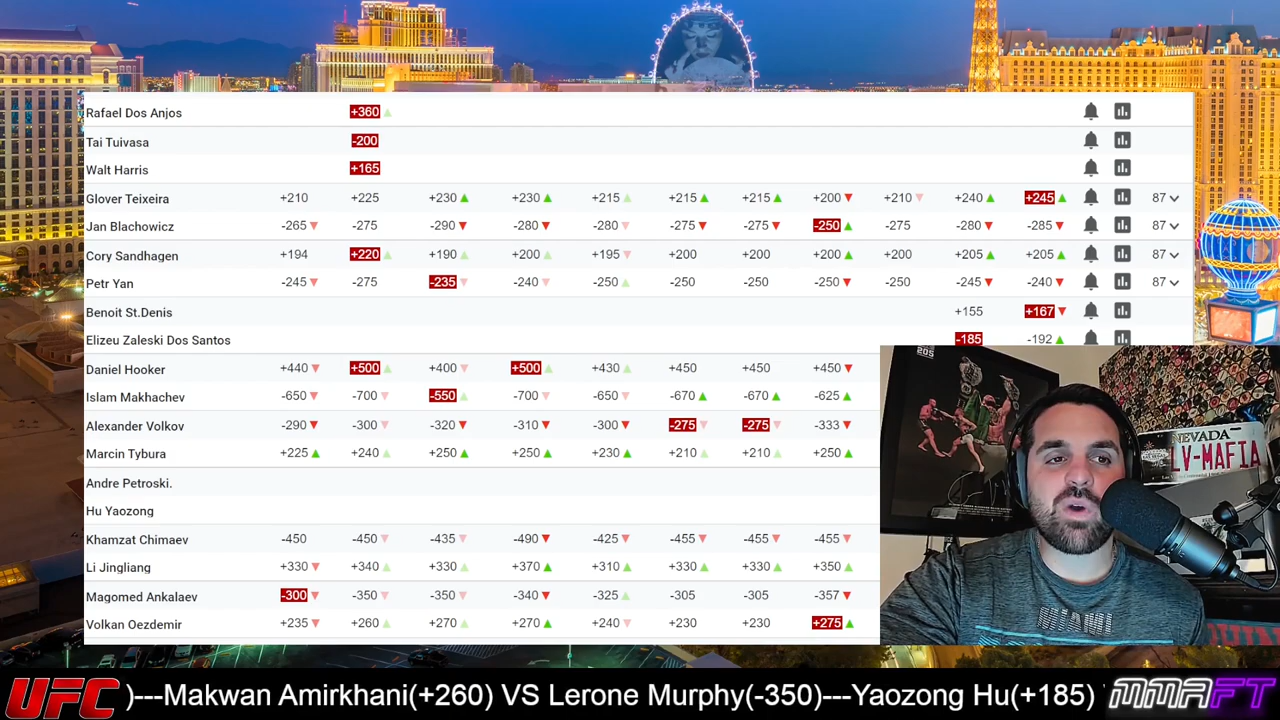 Rafael Dos Anjos +360
Tai Tuivasa -200
Walt Harris +165
Glover Teixeira +210 +225 +230 +230 +215 +215 +215 +200 +210 +240 +245 87
Jan Blachowicz -265 -275 -290 -280 -280 -275 -275 -250 -275 -280 -285 87
Cory Sandhagen +194 +220 +190 +200 +195 +200 +200 +200 +200 +205 +205 87
Petr Yan -245 -275 -235 -240 -250 -250 -250 -250 -250 -245 -240 87
Benoit St.Denis +155 +167
Elizeu Zaleski Dos Santos -185 -192
Daniel Hooker +440 +500 +400 +500 +430 +450 +450 +450
Islam Makhachev -650 -700 -550 -700 -650 -670 -670 -625
Alexander Volkov -290 -300 -320 -310 -300 -275 -275 -333
Marcin Tybura +225 +240 +250 +250 +230 +210 +210 +250
Andre Petroski.
Hu Yaozong
Khamzat Chimaev -450 -450 -435 -490 -425 -455 -455 -455
Li Jingliang +330 +340 +330 +370 +310 +330 +330 +350
Magomed Ankalaev -300 -350 -350 -340 -325 -305 -305 -357
Volkan Oezdemir +235 +260 +270 +270 +240 +230 +230 +275
205
NEVADA
LV-MAFIA
MIAMI
UFC )---Makwan Amirkhani(+260) VS Lerone Murphy(-350)---Yaozong Hu(+185) MMAFT